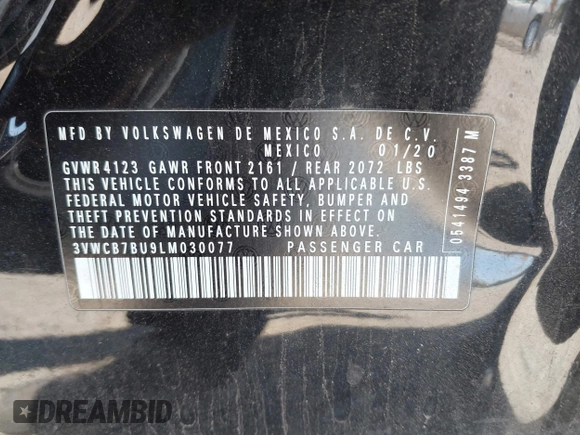 MFD BY VOLKSWAGEN DE MEXICO S.A. DE C.V.
MEXICO 01/20
GVWR 4123 GAWR FRONT 2161 / REAR 2072 LBS
THIS VEHICLE CONFORMS TO ALL APPLICABLE U.S.
FEDERAL MOTOR VEHICLE SAFETY, BUMPER AND
THEFT PREVENTION STANDARDS IN EFFECT ON
THE DATE OF MANUFACTURE SHOWN ABOVE.
3VWCB7BU9LM030077 PASSENGER CAR
0541494 3387 M
DREAMBID